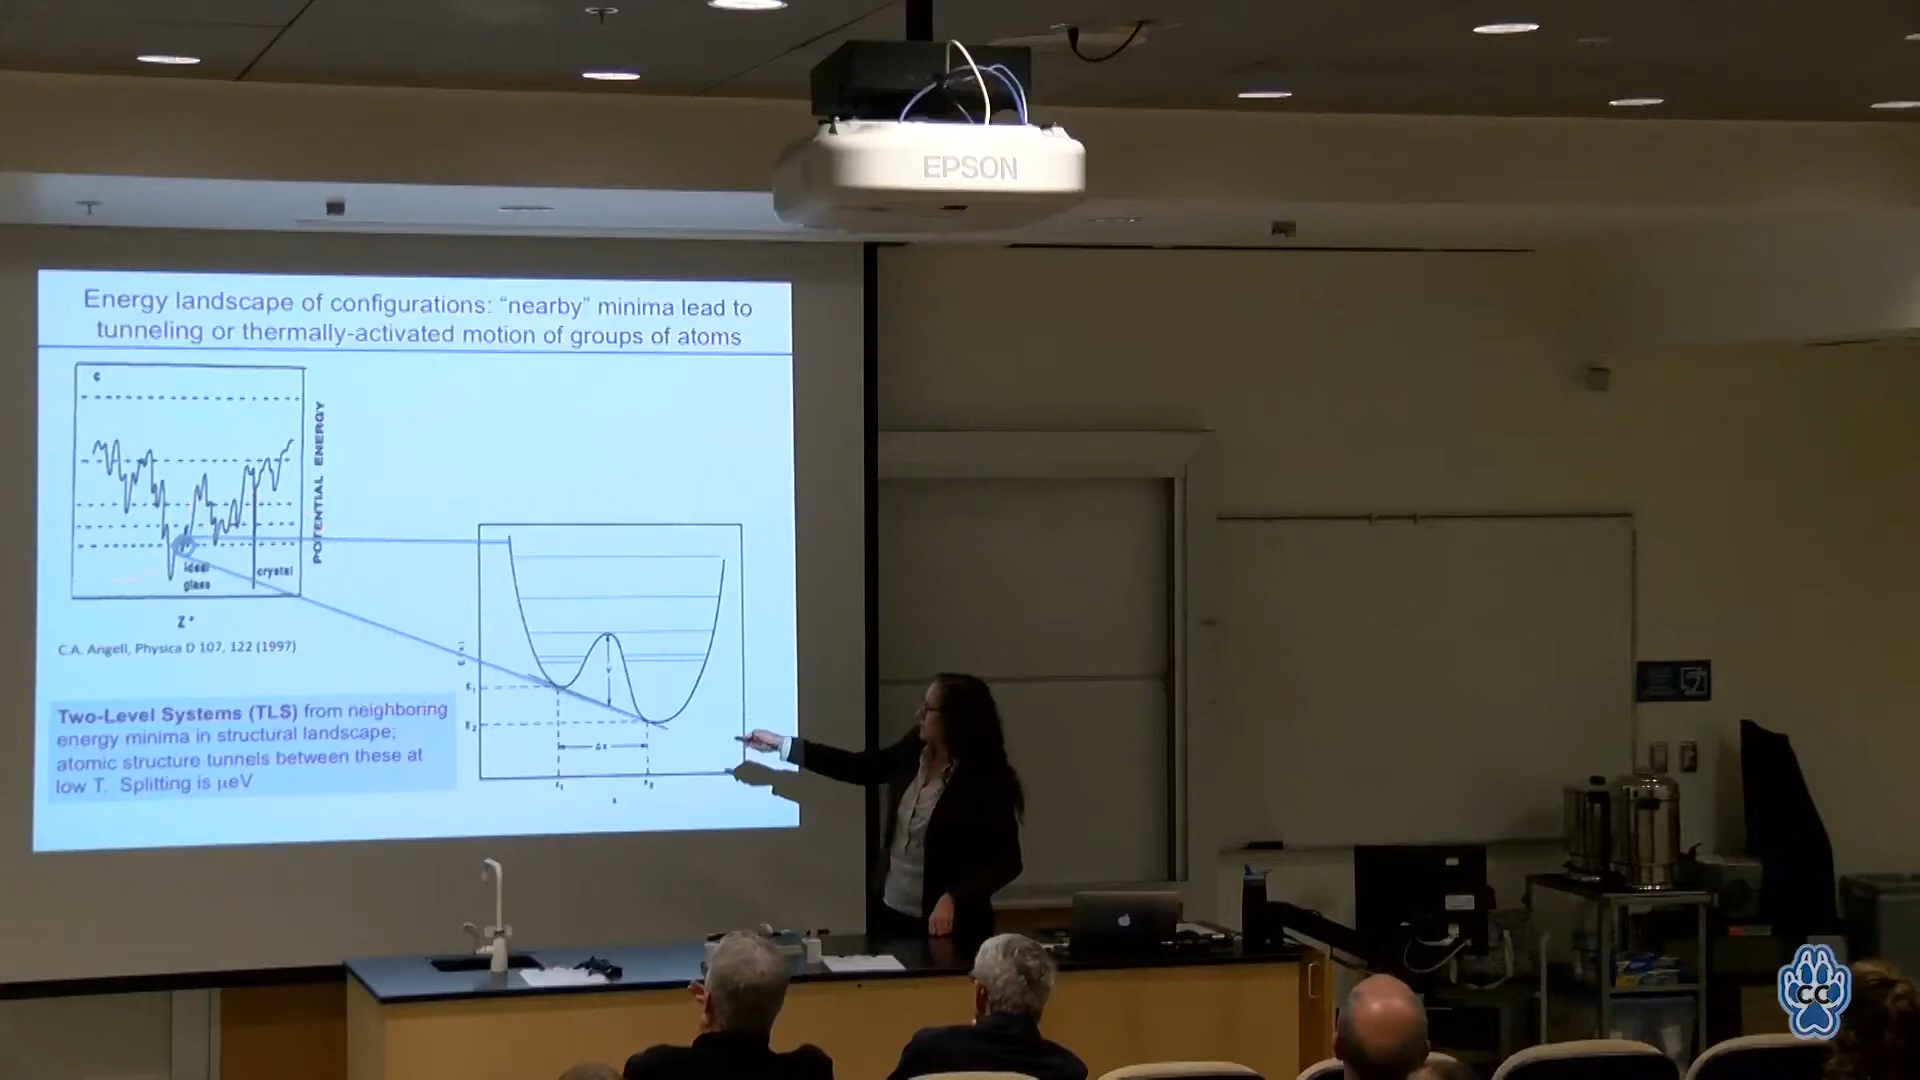 EPSON
Energy landscape of configurations: "nearby" minima lead to
tunneling or thermally-activated motion of groups of atoms
POTENTIAL ENERGY
ideal
glass
crystal
Z*
C.A. Angell, Physica D 107, 122 (1997)
V
Δx
Two-Level Systems (TLS) from neighboring
energy minima in structural landscape;
atomic structure tunnels between these at
low T. Splitting is μeV
CC